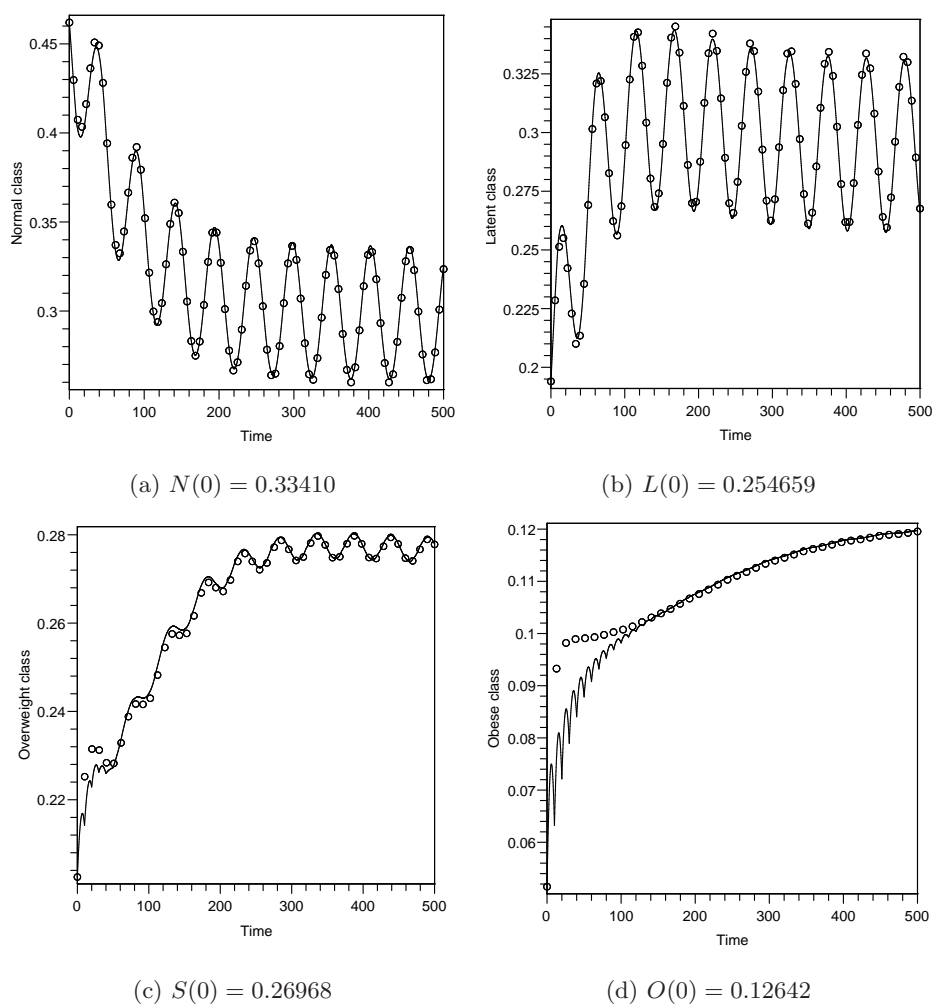 0.45
0.4
0.35
0.3
Normal class
0 100 200 300 400 500
Time
(a) N(0) = 0.33410
0.325
0.3
0.275
0.25
0.225
0.2
Latent class
0 100 200 300 400 500
Time
(b) L(0) = 0.254659
0.28
0.26
0.24
0.22
Overweight class
0 100 200 300 400 500
Time
(c) S(0) = 0.26968
0.12
0.11
0.1
0.09
0.08
0.07
0.06
Obese class
0 100 200 300 400 500
Time
(d) O(0) = 0.12642